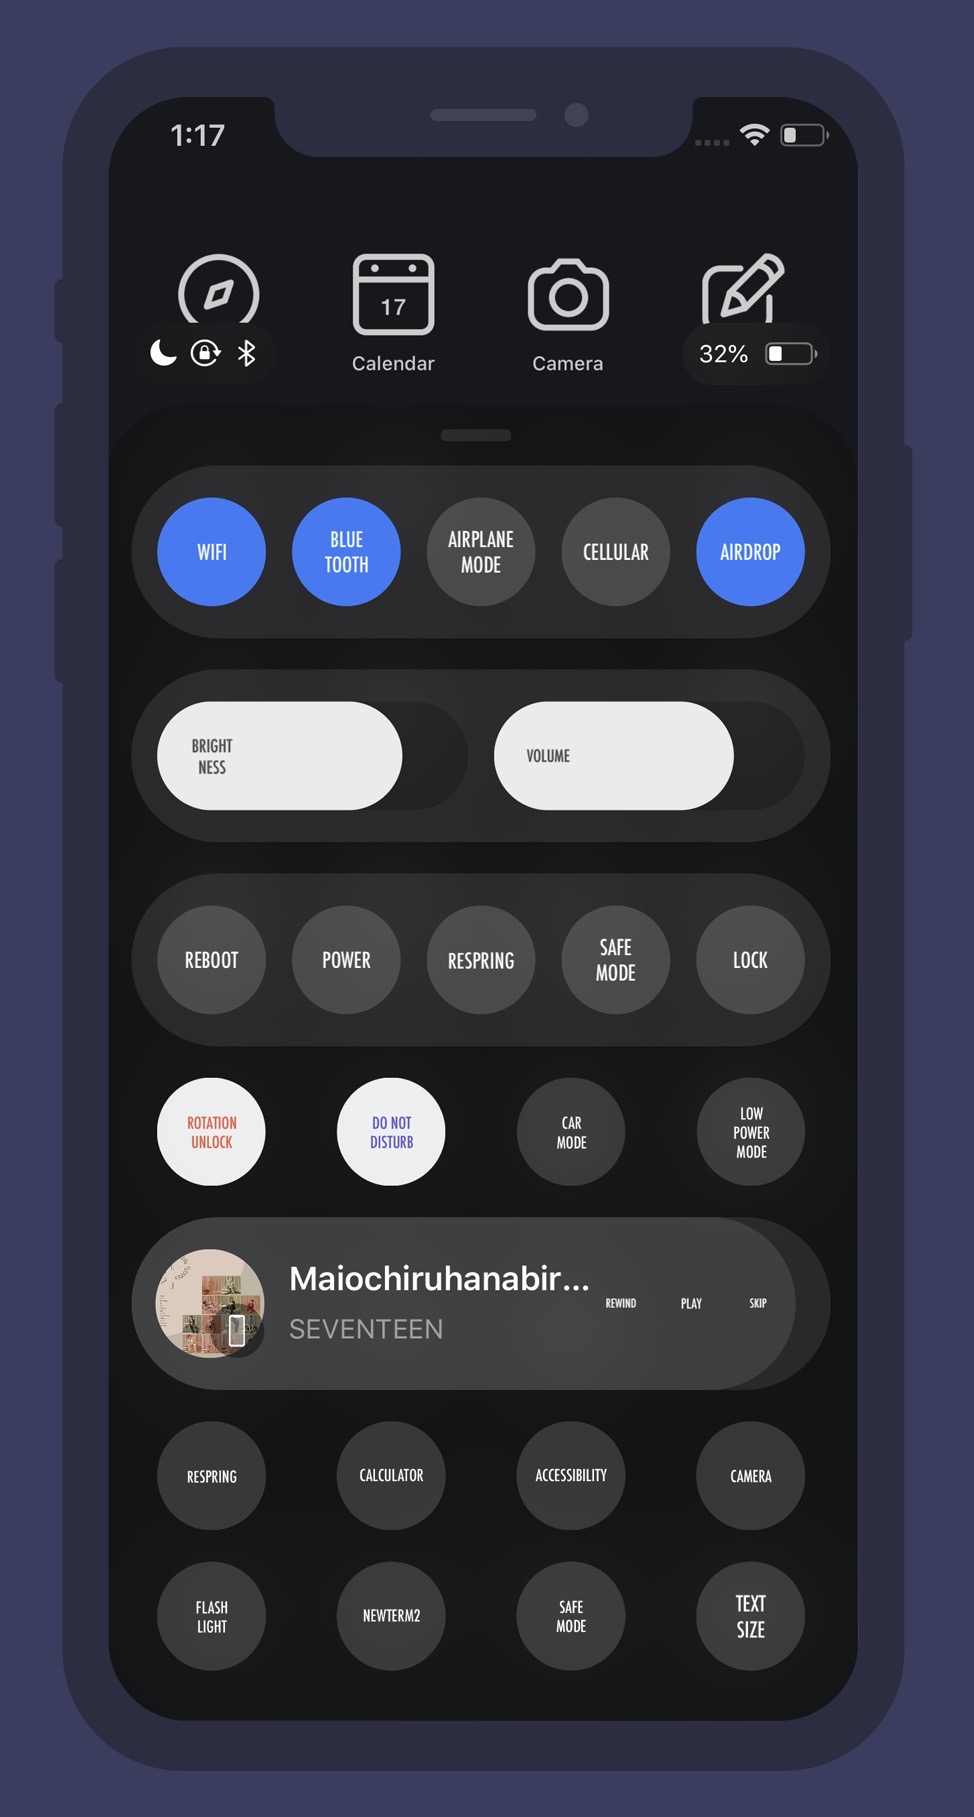 1:17
17
Calendar
Camera
32%
WIFI
BLUE
TOOTH
AIRPLANE
MODE
CELLULAR
AIRDROP
BRIGHT
NESS
VOLUME
REBOOT
POWER
RESPRING
SAFE
MODE
LOCK
ROTATION
UNLOCK
DO NOT
DISTURB
CAR
MODE
LOW
POWER
MODE
Maiochiruhanabir...
SEVENTEEN
REWIND
PLAY
SKIP
RESPRING
CALCULATOR
ACCESSIBILITY
CAMERA
FLASH
LIGHT
NEWTERM2
SAFE
MODE
TEXT
SIZE